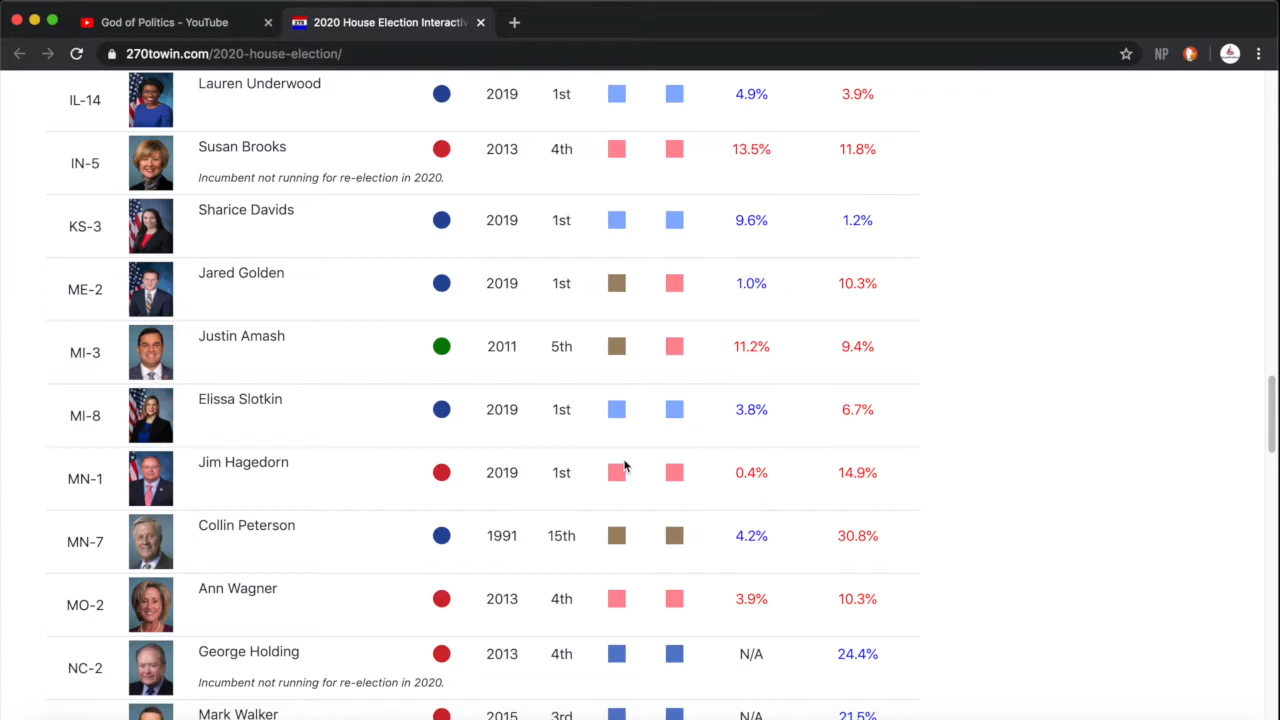 God of Politics - YouTube
2020 House Election Interactiv
270towin.com/2020-house-election/
NP
IL-14 Lauren Underwood 2019 1st 4.9% 3.9%
IN-5 Susan Brooks 2013 4th 13.5% 11.8%
Incumbent not running for re-election in 2020.
KS-3 Sharice Davids 2019 1st 9.6% 1.2%
ME-2 Jared Golden 2019 1st 1.0% 10.3%
MI-3 Justin Amash 2011 5th 11.2% 9.4%
MI-8 Elissa Slotkin 2019 1st 3.8% 6.7%
MN-1 Jim Hagedorn 2019 1st 0.4% 14.9%
MN-7 Collin Peterson 1991 15th 4.2% 30.8%
MO-2 Ann Wagner 2013 4th 3.9% 10.3%
NC-2 George Holding 2013 4th N/A 24.4%
Incumbent not running for re-election in 2020.
Mark Walker 2015 N/A 21.5%